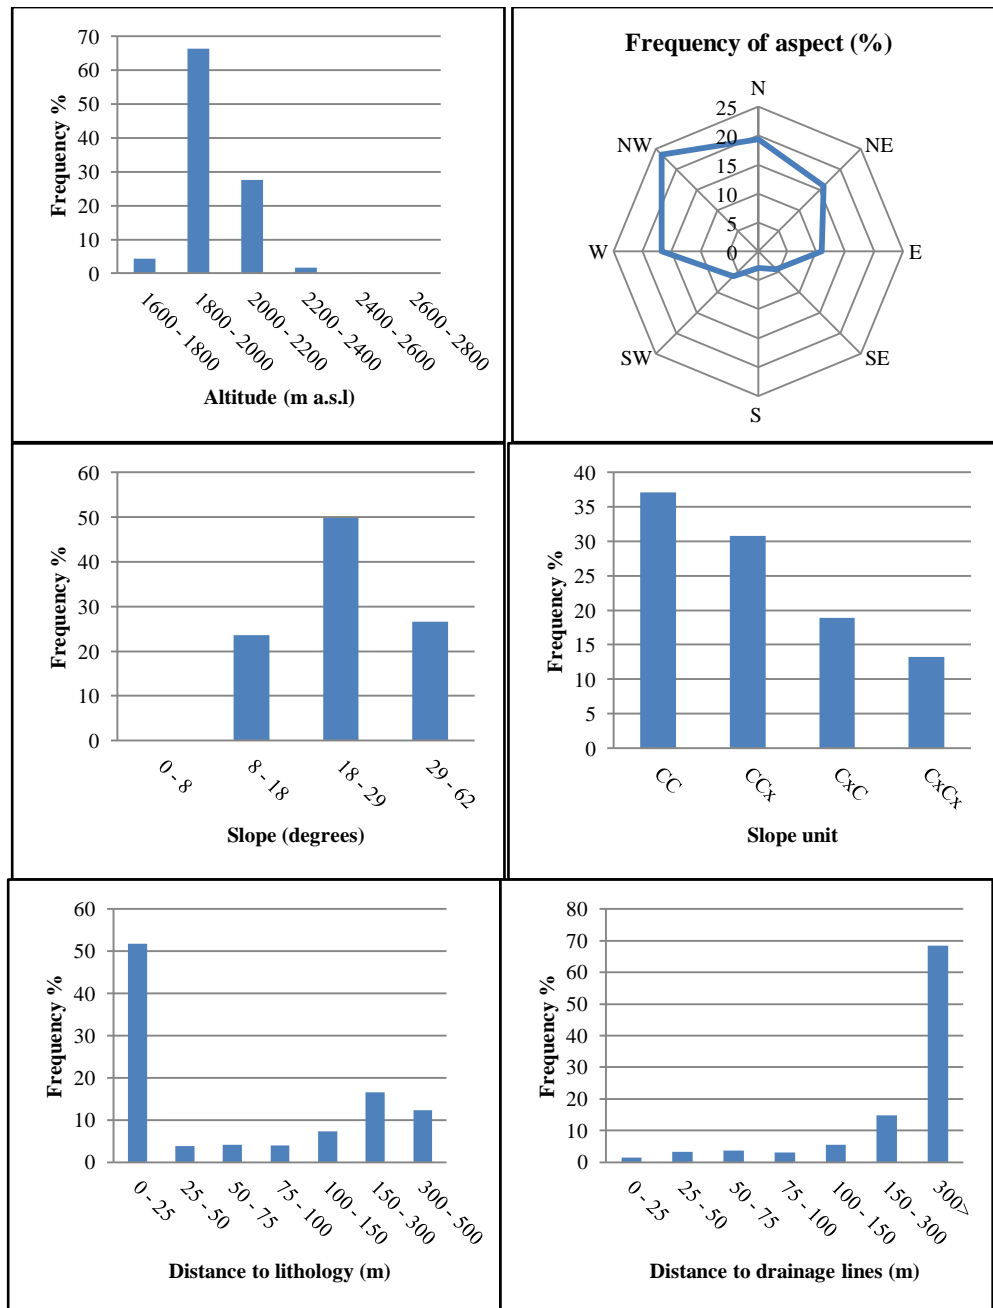 70
60
50
40
30
20
10
0
Frequency %
1600 - 1800
1800 - 2000
2000 - 2200
2200 - 2400
2400 - 2600
2600 - 2800
Altitude (m a.s.l)
Frequency of aspect (%)
N
NE
E
SE
S
SW
W
NW
25
20
15
10
5
0
60
50
40
30
20
10
0
Frequency %
0 - 8
8 - 18
18 - 29
29 - 62
Slope (degrees)
40
35
30
25
20
15
10
5
0
Frequency %
CC
CCx
CxC
CxCx
Slope unit
60
50
40
30
20
10
0
Frequency %
0 - 25
25 - 50
50 - 75
75 - 100
100 - 150
150 - 300
300 - 500
Distance to lithology (m)
80
70
60
50
40
30
20
10
0
Frequency %
0 - 25
25 - 50
50 - 75
75 - 100
100 - 150
150 - 300
300>
Distance to drainage lines (m)